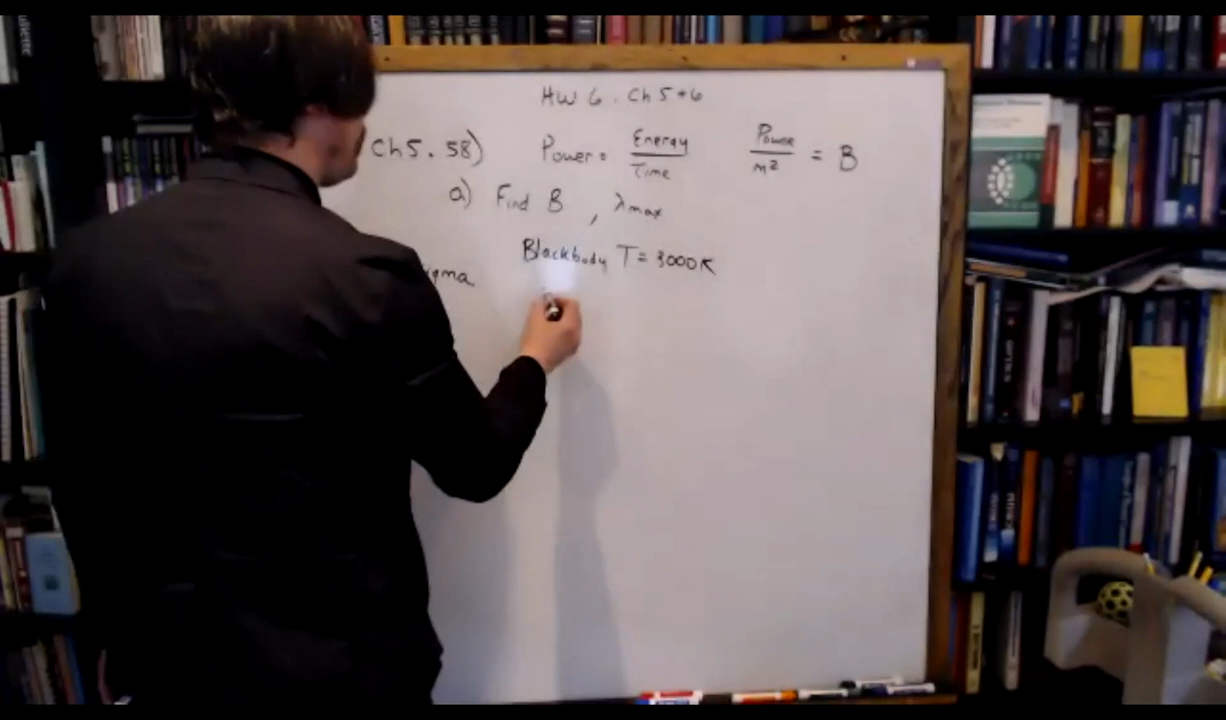 HW 6. Ch 5+6
Ch5. 58) Power = Energy/Time Power/m² = B
a) Find B , λmax
Blackbody T = 3000K